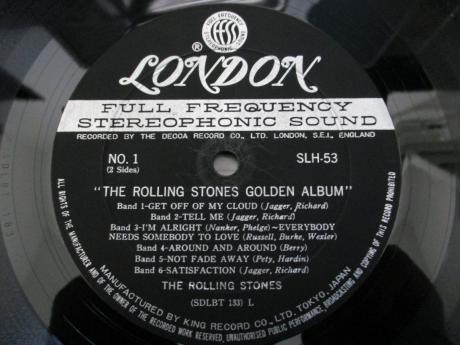 FULL FREQUENCY
STEREOPHONIC SOUND
LONDON
®
FULL FREQUENCY
STEREOPHONIC SOUND
RECORDED BY THE DECCA RECORD CO., LTD. LONDON, S.E.I., ENGLAND
NO. 1
(2 Sides)
SLH-53
"THE ROLLING STONES GOLDEN ALBUM"
Band 1-GET OFF OF MY CLOUD (Jagger, Richard)
Band 2-TELL ME (Jagger, Richard)
Band 3-I'M ALRIGHT (Nanker, Phelge)~EVERYBODY
NEEDS SOMEBODY TO LOVE (Russell, Burke, Wexler)
Band 4-AROUND AND AROUND (Berry)
Band 5-NOT FADE AWAY (Pety, Hardin)
Band 6-SATISFACTION (Jagger, Richard)
THE ROLLING STONES
(SDLBT 133) L
MANUFACTURED BY KING RECORD CO., LTD. TOKYO, JAPAN
ALL RIGHTS OF THE MANUFACTURER AND OF THE OWNER OF THE RECORDED WORK RESERVED. UNAUTHORISED PUBLIC PERFORMANCE, BROADCASTING AND COPYING OF THIS RECORD PROHIBITED